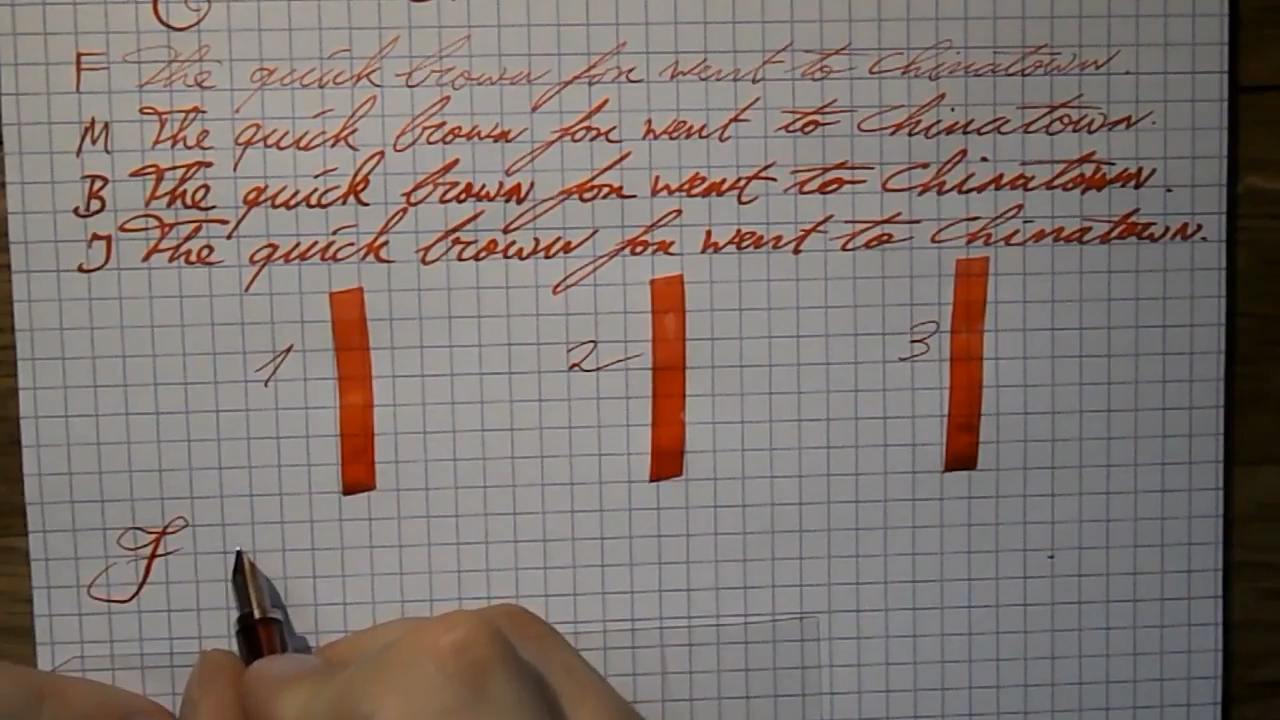 F The quick brown fox went to Chinatown.
M The quick brown fox went to Chinatown.
B The quick brown fox went to Chinatown.
J The quick brown fox went to Chinatown.
1 2 3
F